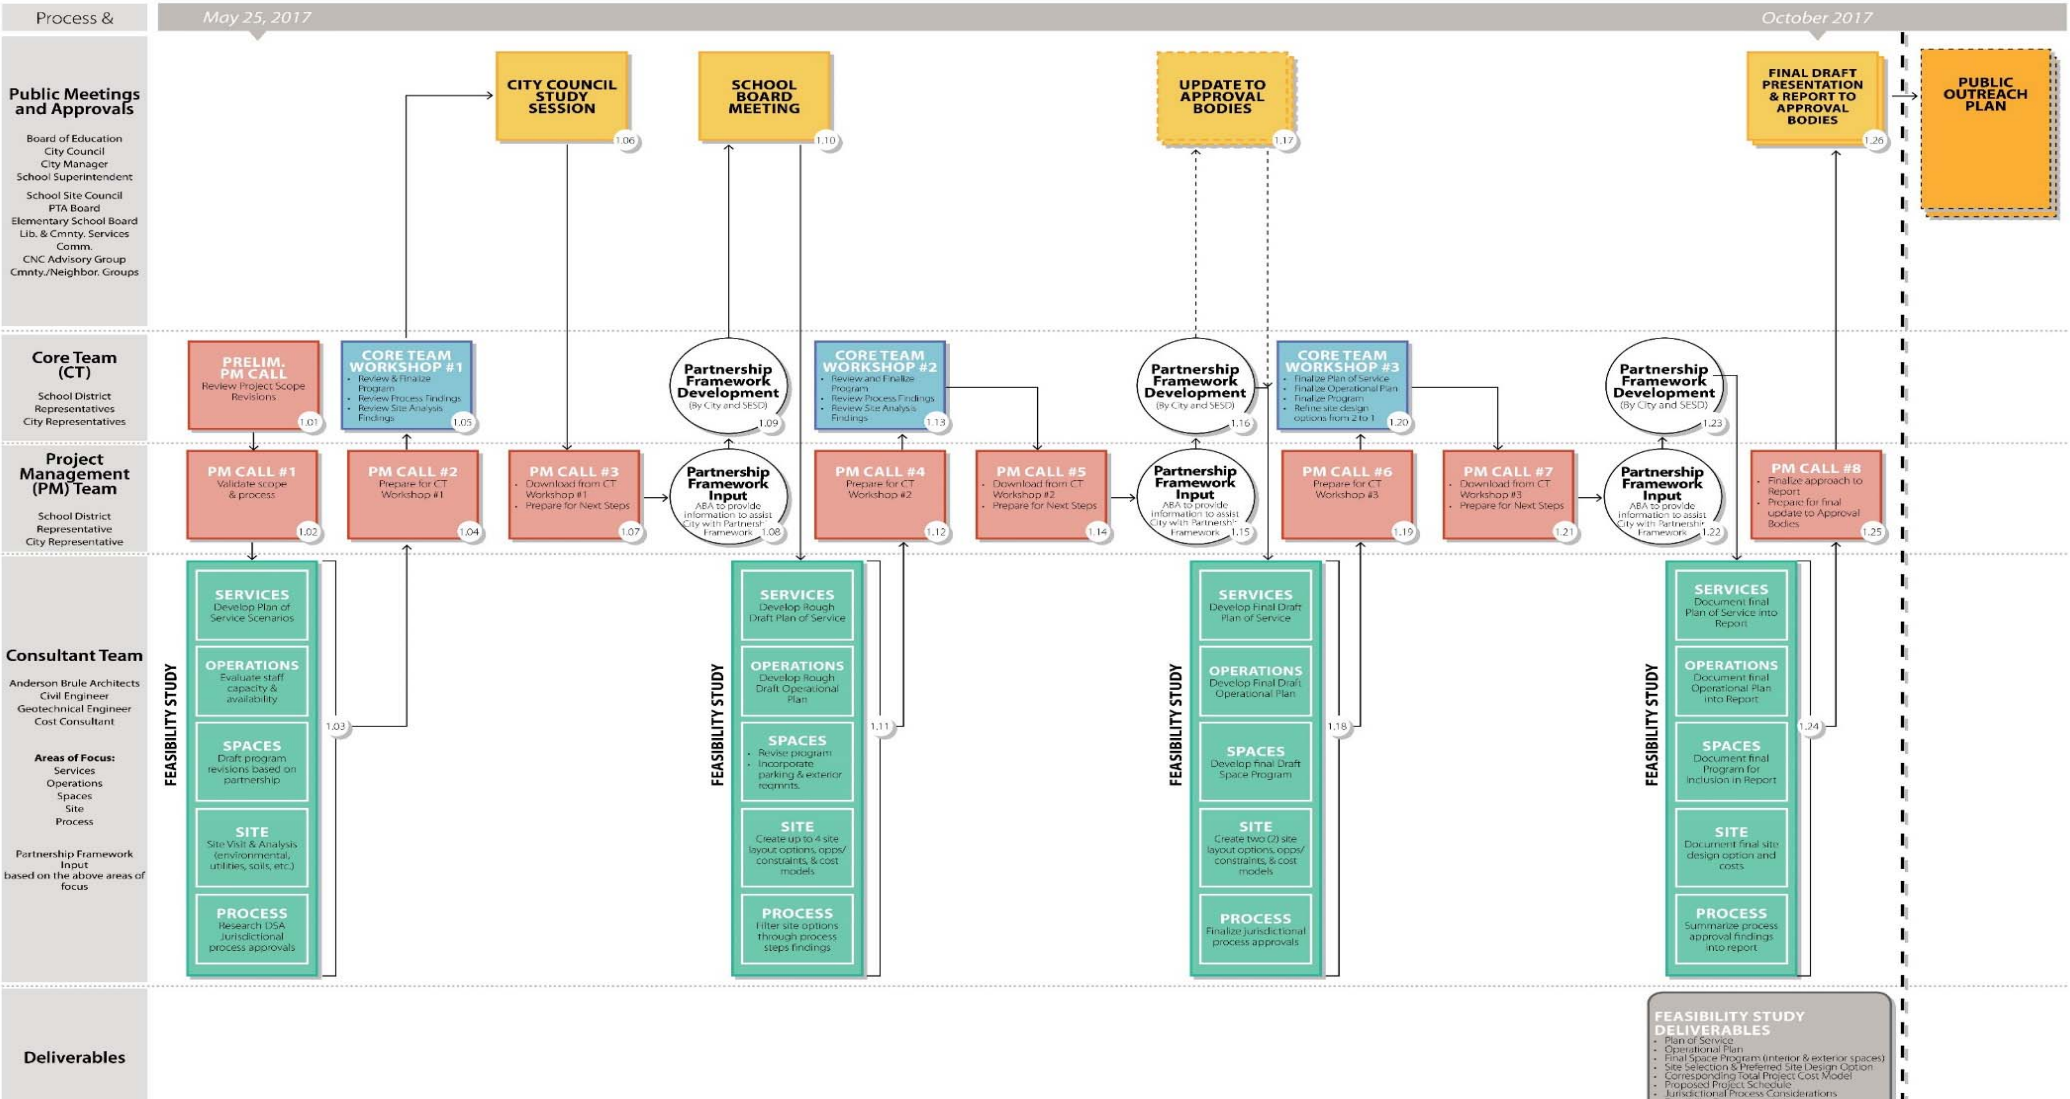 Process &
May 25, 2017
October 2017
Public Meetings
and Approvals
Board of Education
City Council
City Manager
School Superintendent
School Site Council
PTA Board
Elementary School Board
Lib. & Cmnty. Services
Comm.
CNC Advisory Group
Cmnty./Neighbor. Groups
CITY COUNCIL
STUDY
SESSION
1.06
SCHOOL
BOARD
MEETING
1.10
UPDATE TO
APPROVAL
BODIES
1.17
FINAL DRAFT
PRESENTATION
& REPORT TO
APPROVAL
BODIES
1.26
PUBLIC
OUTREACH
PLAN
Core Team
(CT)
School District
Representatives
City Representatives
PRELIM.
PM CALL
Review Project Scope
Revisions
1.01
CORE TEAM
WORKSHOP #1
• Review & Finalize
Program
• Review Process Findings
• Review Site Analysis
Findings
1.05
Partnership
Framework
Development
(By City and SESD)
1.09
CORE TEAM
WORKSHOP #2
• Review and Finalize
Program
• Review Process Findings
• Review Site Analysis
Findings
1.13
Partnership
Framework
Development
(By City and SESD)
1.16
CORE TEAM
WORKSHOP #3
• Finalize Plan of Service
• Finalize Operational Plan
• Finalize Program
• Refine site design
options from 2 to 1
1.20
Partnership
Framework
Development
(By City and SESD)
1.23
Project
Management
(PM) Team
School District
Representative
City Representative
PM CALL #1
Validate scope
& process
1.02
PM CALL #2
Prepare for CT
Workshop #1
1.04
PM CALL #3
• Download from CT
Workshop #1
• Prepare for Next Steps
1.07
Partnership
Framework
Input
ABA to provide
information to assist
City with Partnersh
Framework
1.08
PM CALL #4
Prepare for CT
Workshop #2
1.12
PM CALL #5
• Download from CT
Workshop #2
• Prepare for Next Steps
1.14
Partnership
Framework
Input
ABA to provide
information to assist
City with Partnersh
Framework
1.15
PM CALL #6
Prepare for CT
Workshop #3
1.19
PM CALL #7
• Download from CT
Workshop #3
• Prepare for Next Steps
1.21
Partnership
Framework
Input
ABA to provide
information to assist
City with Partnership
Framework
1.22
PM CALL #8
• Finalize approach to
Report
• Prepare for final
update to Approval
Bodies
1.25
Consultant Team
Anderson Brule Architects
Civil Engineer
Geotechnical Engineer
Cost Consultant
Areas of Focus:
Services
Operations
Spaces
Site
Process
Partnership Framework
Input
based on the above areas of
focus
FEASIBILITY STUDY
SERVICES
Develop Plan of
Service Scenarios
OPERATIONS
Evaluate staff
capacity &
availability
SPACES
Draft program
revisions based on
partnership
SITE
Site Visit & Analysis
(environmental,
utilities, soils, etc.)
PROCESS
Research DSA
Jurisdictional
process approvals
1.03
FEASIBILITY STUDY
SERVICES
Develop Rough
Draft Plan of Service
OPERATIONS
Develop Rough
Draft Operational
Plan
SPACES
• Revise program
• Incorporate
parking & exterior
reqmnts.
SITE
Create up to 4 site
layout options, opps/
constraints, & cost
models
PROCESS
Filter site options
through process
steps findings
1.11
FEASIBILITY STUDY
SERVICES
Develop Final Draft
Plan of Service
OPERATIONS
Develop Final Draft
Operational Plan
SPACES
Develop final Draft
Space Program
SITE
Create two (2) site
layout options, opps/
constraints, & cost
models
PROCESS
Finalize jurisdictional
process approvals
1.18
FEASIBILITY STUDY
SERVICES
Document final
Plan of Service into
Report
OPERATIONS
Document final
Operational Plan
into Report
SPACES
Document final
Program for
Inclusion in Report
SITE
Document final site
design option and
costs
PROCESS
Summarize process
approval findings
into report
1.24
Deliverables
FEASIBILITY STUDY
DELIVERABLES
• Plan of Service
• Operational Plan
• Final Space Program (interior & exterior spaces)
• Site Selection & Preferred Site Design Option
• Corresponding Total Project Cost Model
• Proposed Project Schedule
• Jurisdictional Process Considerations